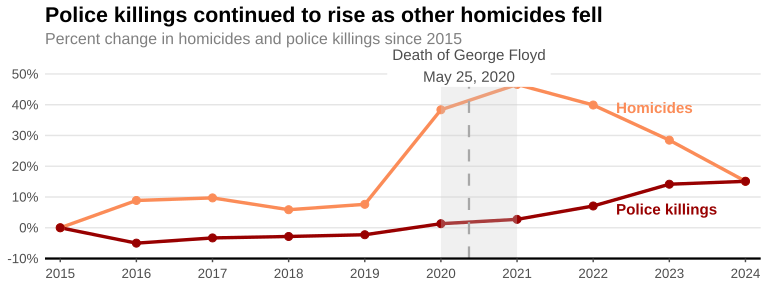 Police killings continued to rise as other homicides fell
Percent change in homicides and police killings since 2015
Death of George Floyd
May 25, 2020
50%
40%
Homicides
30%
20%
10%
Police killings
0%
-10%
2015 2016 2017 2018 2019 2020 2021 2022 2023 2024